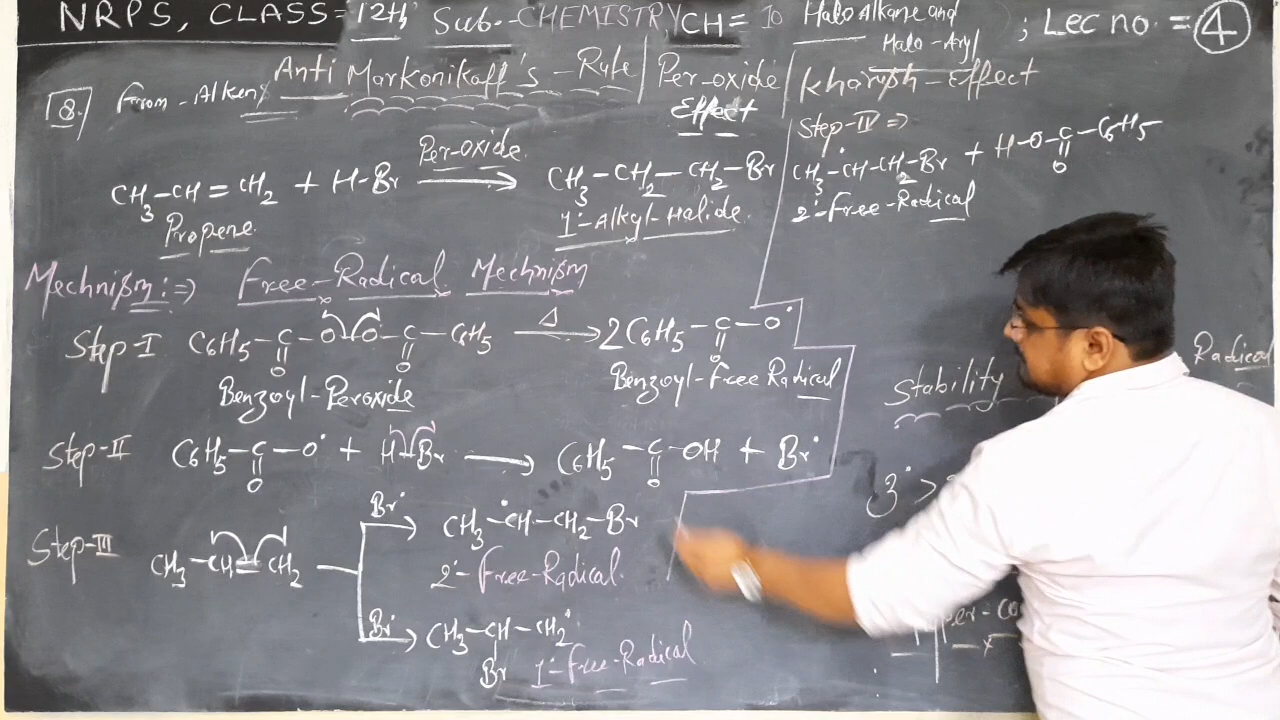 NRPS, CLASS=12th Sub.-CHEMISTRY, CH= 10 Halo Alkane and Halo-Aryl ; Lec no. = 4
8. From-Alkene Anti Markonikoff's-Rule / Per-oxide Effect / Kharash-Effect
Per-oxide
CH3-CH=CH2 + H-Br → CH3-CH2-CH2-Br
Propene 1°-Alkyl-Halide
Mechnism:⇒ Free-Radical Mechnism
Step-I C6H5-C-O-O-C-C6H5 Δ→ 2C6H5-C-O•
O O O
Benzoyl-Peroxide Benzoyl-Free Radical
Step-II C6H5-C-O• + H-Br → C6H5-C-OH + Br•
O O
Step-III CH3-CH=CH2
Br• → CH3-•CH-CH2-Br
2°-Free-Radical
Br• → CH3-CH-CH2•
Br
1°-Free-Radical
Step-IV ⇒
CH3-•CH-CH2-Br + H-O-C-C6H5
O
2°-Free-Radical
Stability Radical
3° >